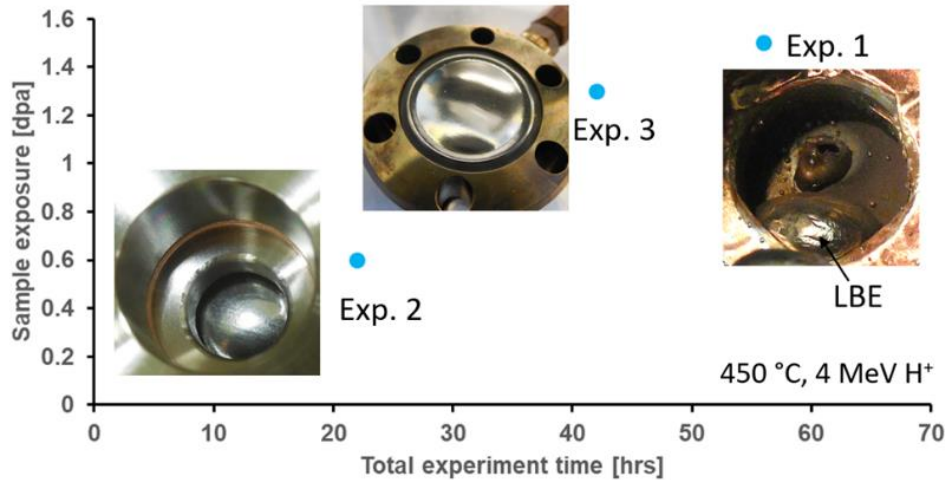 1.6
1.4
1.2
1
0.8
0.6
0.4
0.2
0
Sample exposure [dpa]
Exp. 1
Exp. 3
Exp. 2
LBE
450 °C, 4 MeV H⁺
0 10 20 30 40 50 60 70
Total experiment time [hrs]